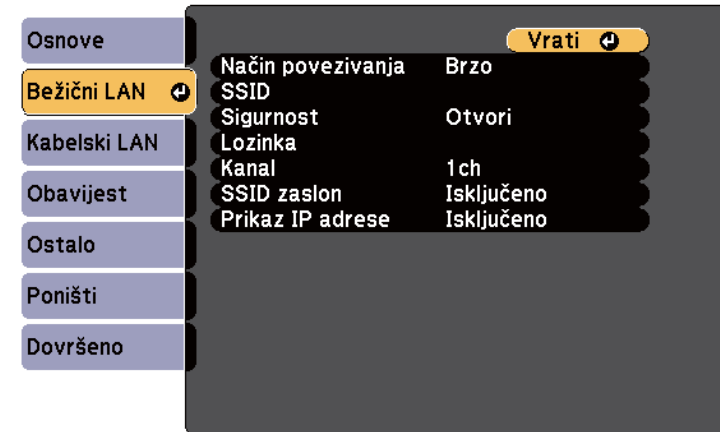 Osnove
Bežični LAN
Kabelski LAN
Obavijest
Ostalo
Poništi
Dovršeno
Vrati
Način povezivanja Brzo
SSID
Sigurnost Otvori
Lozinka
Kanal 1ch
SSID zaslon Isključeno
Prikaz IP adrese Isključeno